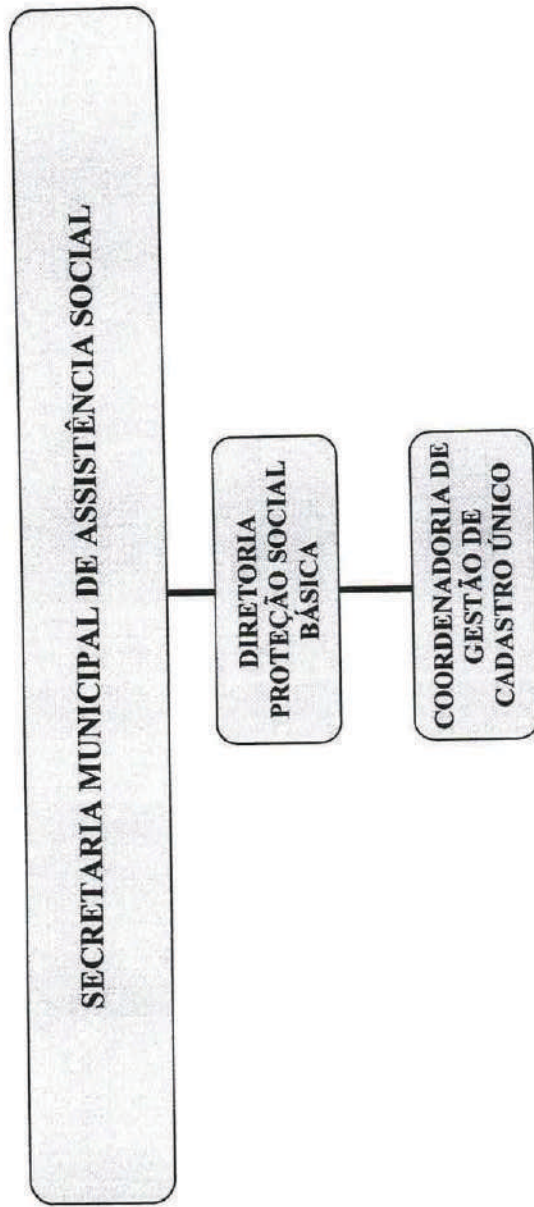 SECRETARIA MUNICIPAL DE ASSISTÊNCIA SOCIAL
DIRETORIA
PROTEÇÃO SOCIAL
BÁSICA
COORDENADORIA DE
GESTÃO DE
CADASTRO ÚNICO